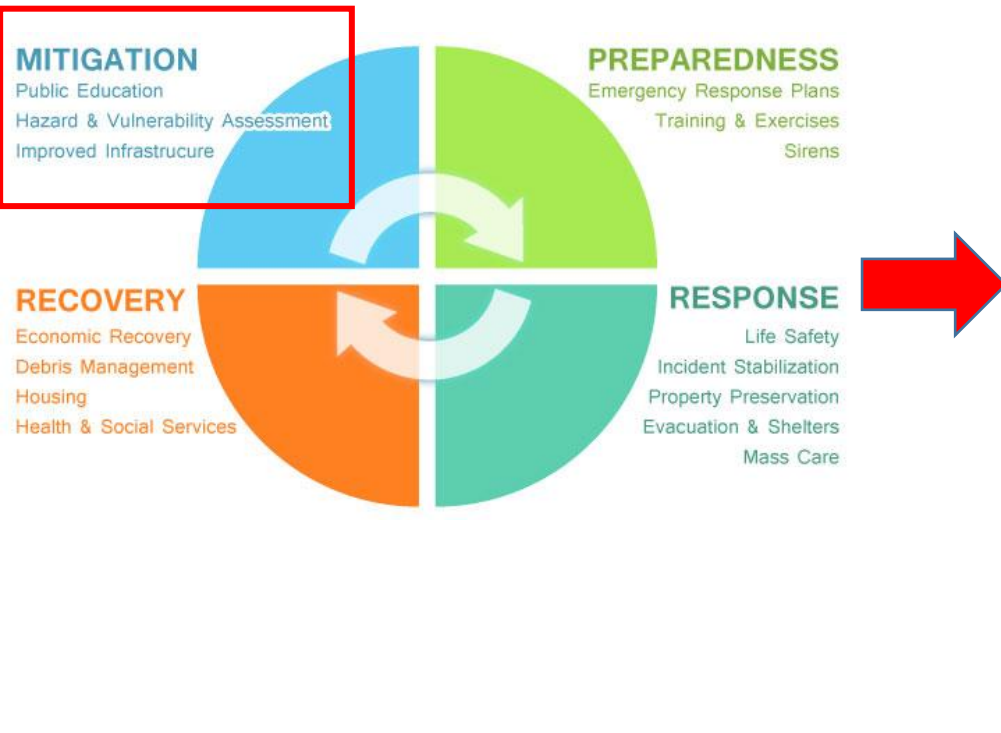 MITIGATION
Public Education
Hazard & Vulnerability Assessment
Improved Infrastrucure
PREPAREDNESS
Emergency Response Plans
Training & Exercises
Sirens
RECOVERY
Economic Recovery
Debris Management
Housing
Health & Social Services
RESPONSE
Life Safety
Incident Stabilization
Property Preservation
Evacuation & Shelters
Mass Care